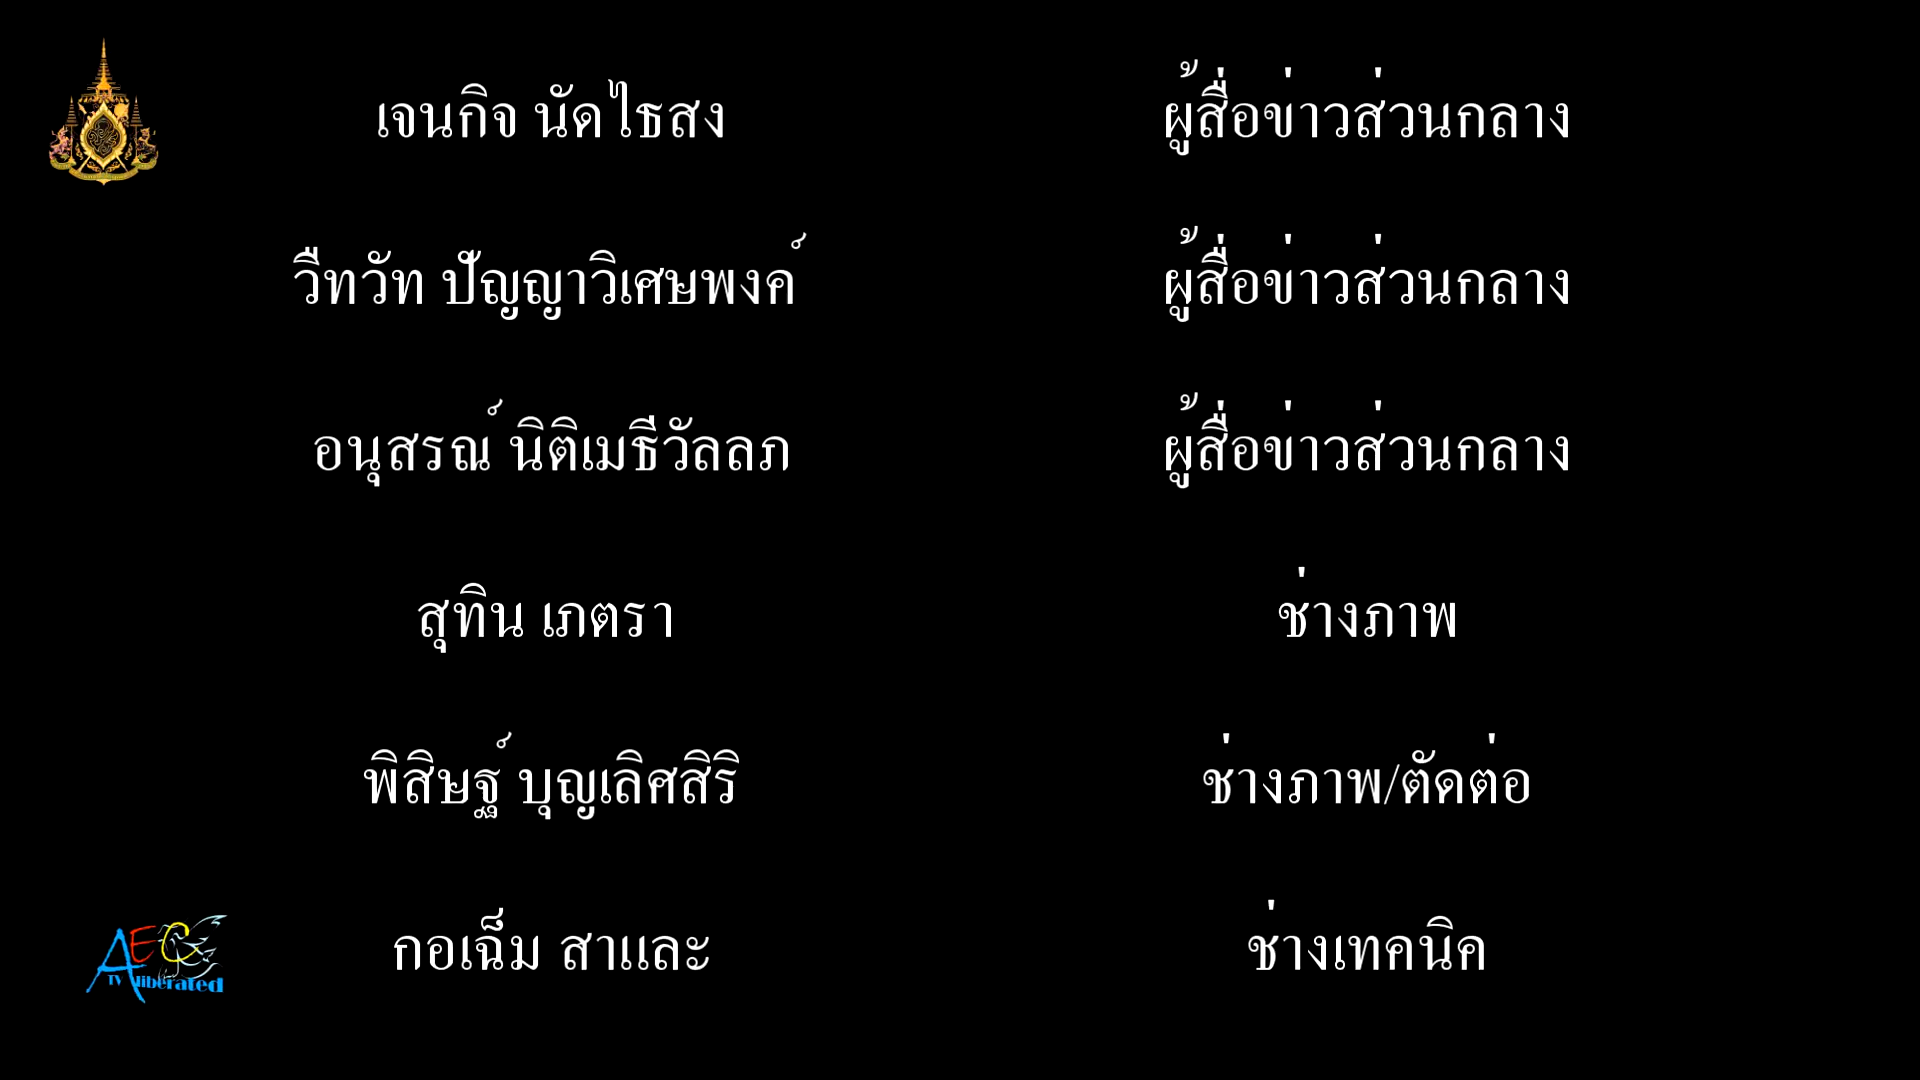 เจนกิจ นัดไธสง ผู้สื่อข่าวส่วนกลาง
วืทวัท ปัญญาวิเศษพงค์ ผู้สื่อข่าวส่วนกลาง
อนุสรณ์ นิติเมธีวัลลภ ผู้สื่อข่าวส่วนกลาง
สุทิน เภตรา ช่างภาพ
พิสิษฐ์ บุญเลิศสิริ ช่างภาพ/ตัดต่อ
กอเฉ็ม สาและ ช่างเทคนิค
AEC
TV liberated